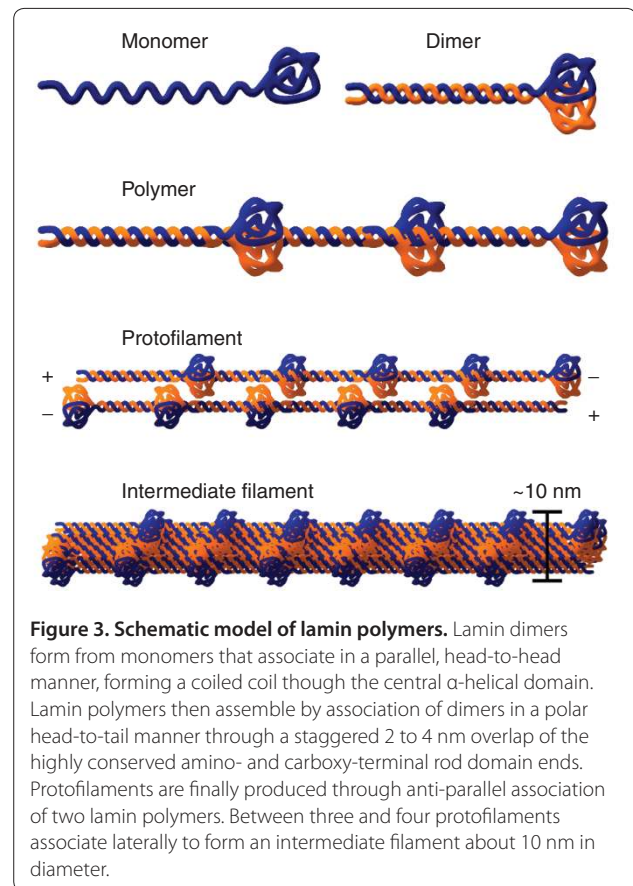 Monomer
Dimer
Polymer
Protofilament
+
–
–
+
Intermediate filament
~10 nm
Figure 3. Schematic model of lamin polymers. Lamin dimers
form from monomers that associate in a parallel, head-to-head
manner, forming a coiled coil though the central α-helical domain.
Lamin polymers then assemble by association of dimers in a polar
head-to-tail manner through a staggered 2 to 4 nm overlap of the
highly conserved amino- and carboxy-terminal rod domain ends.
Protofilaments are finally produced through anti-parallel association
of two lamin polymers. Between three and four protofilaments
associate laterally to form an intermediate filament about 10 nm in
diameter.